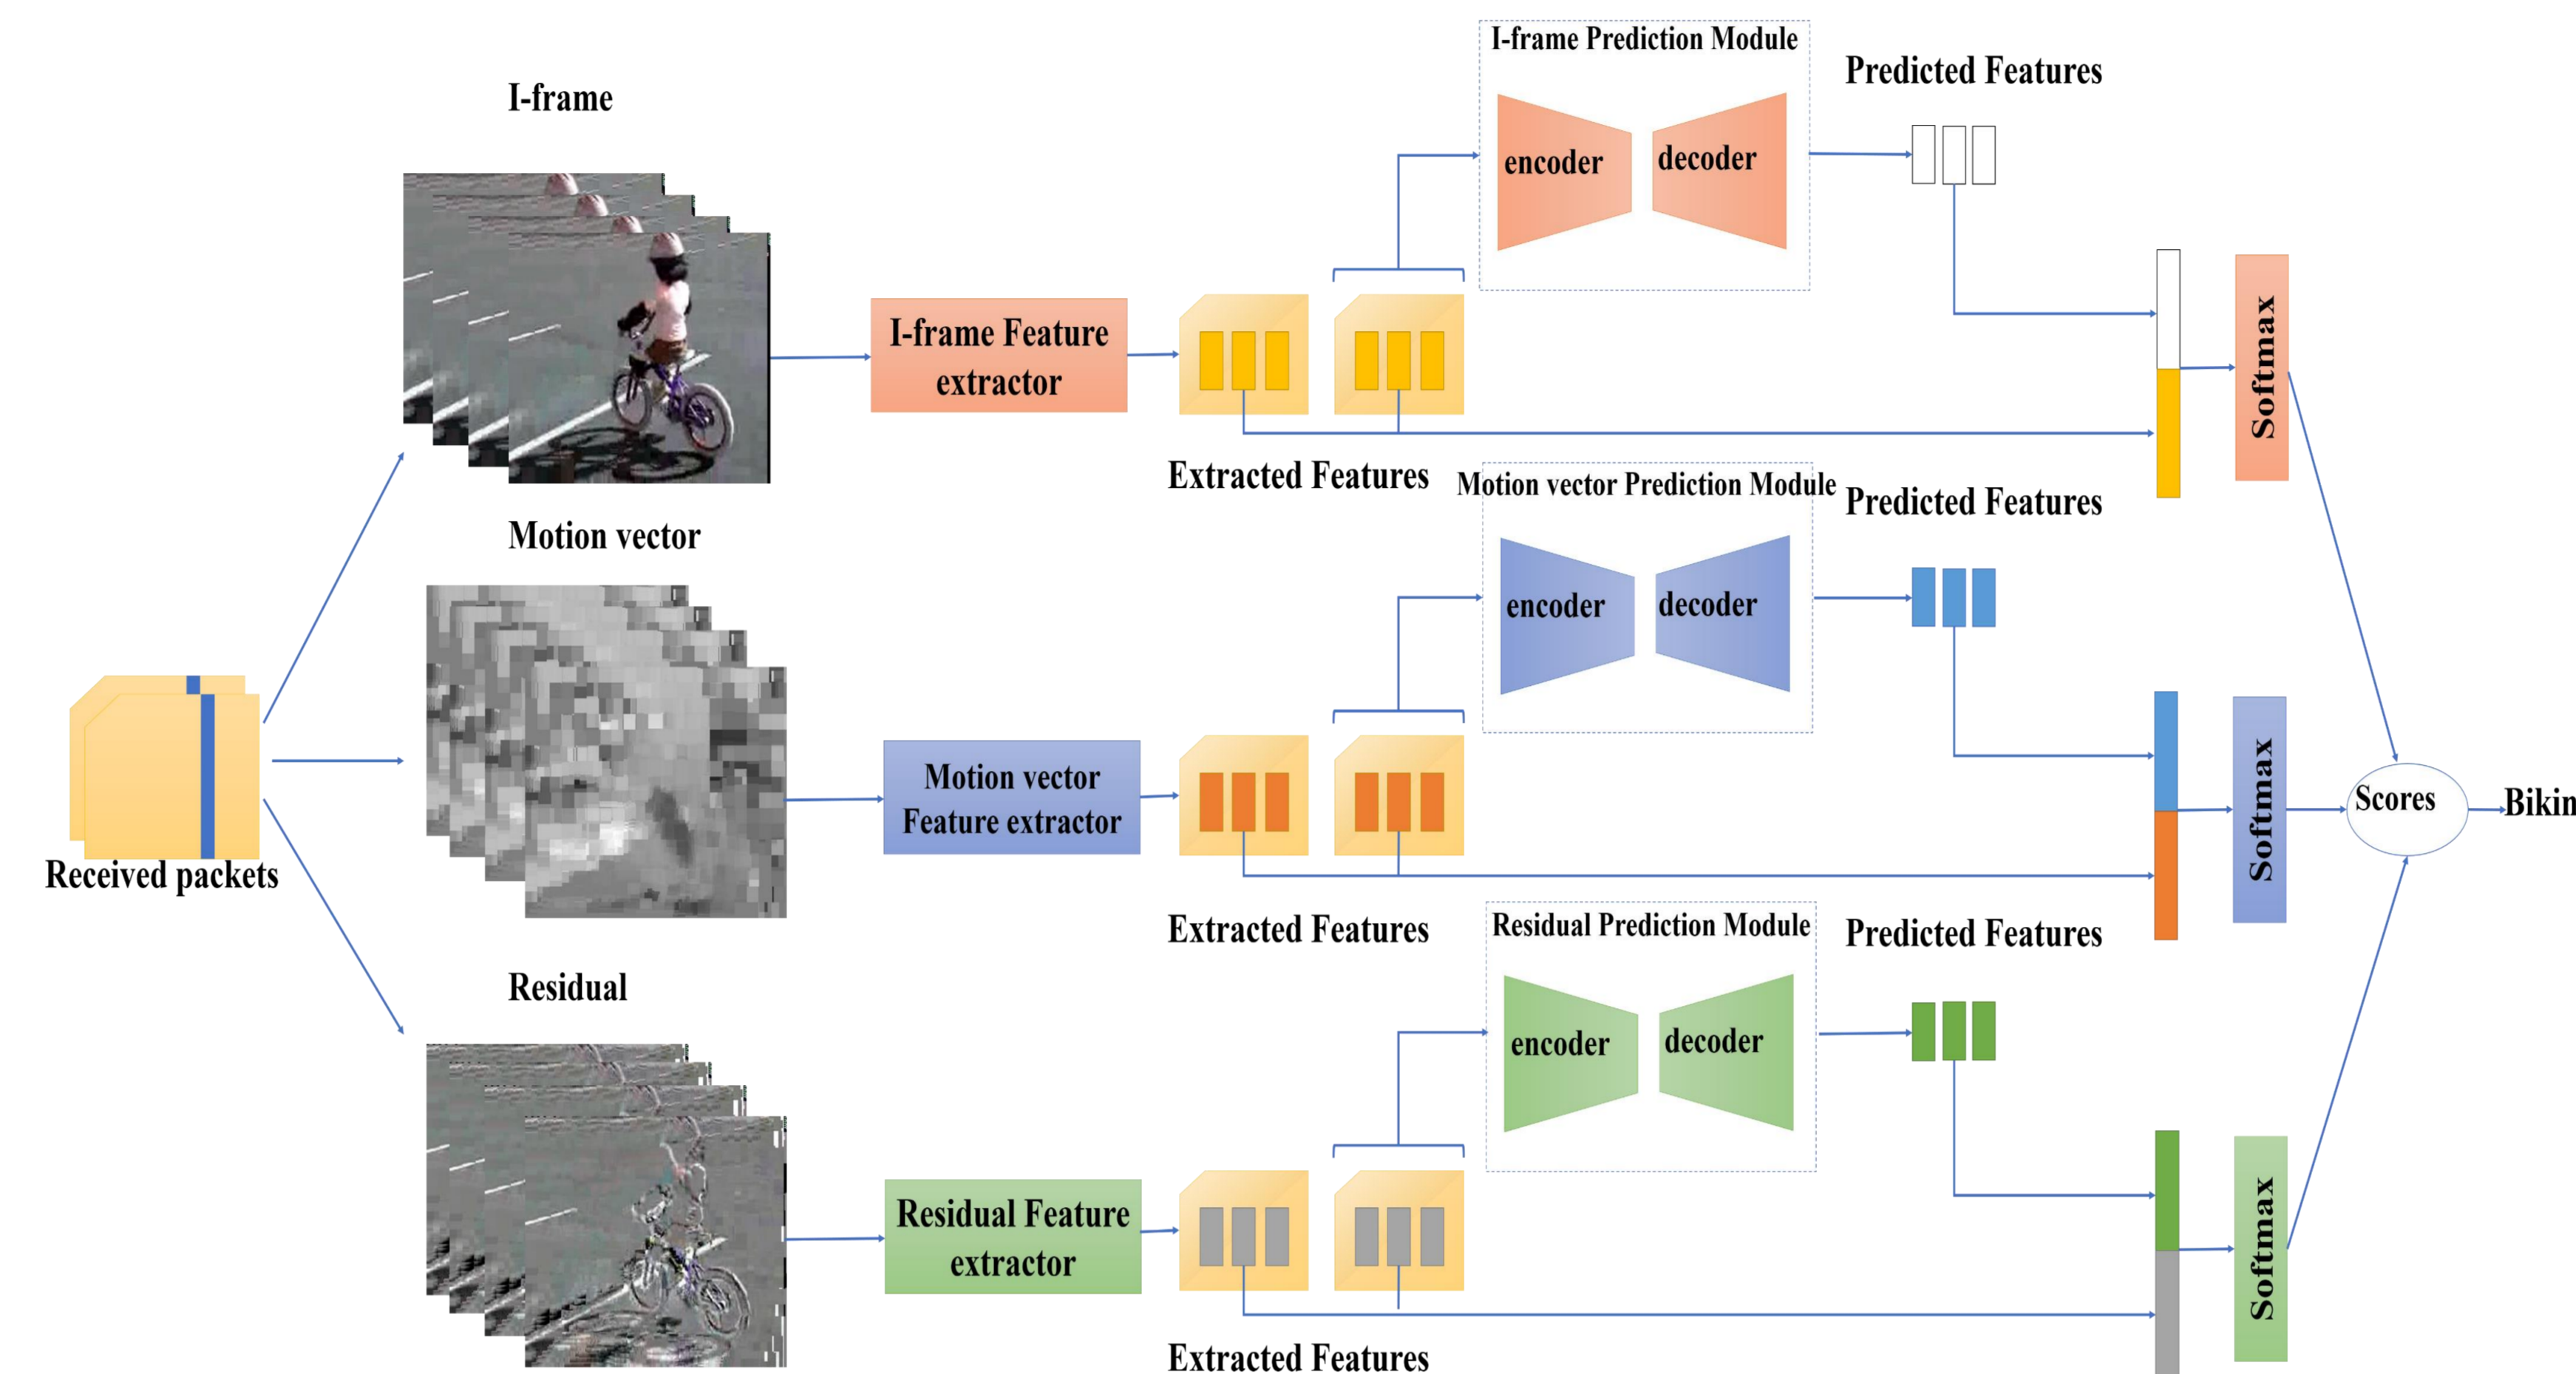 I-frame Prediction Module
Predicted Features
I-frame
encoder
decoder
I-frame Feature
extractor
Softmax
Extracted Features
Motion vector Prediction Module
Predicted Features
Motion vector
encoder
decoder
Motion vector
Feature extractor
Softmax
Scores
Bikin
Received packets
Extracted Features
Residual Prediction Module
Predicted Features
Residual
encoder
decoder
Residual Feature
extractor
Softmax
Extracted Features